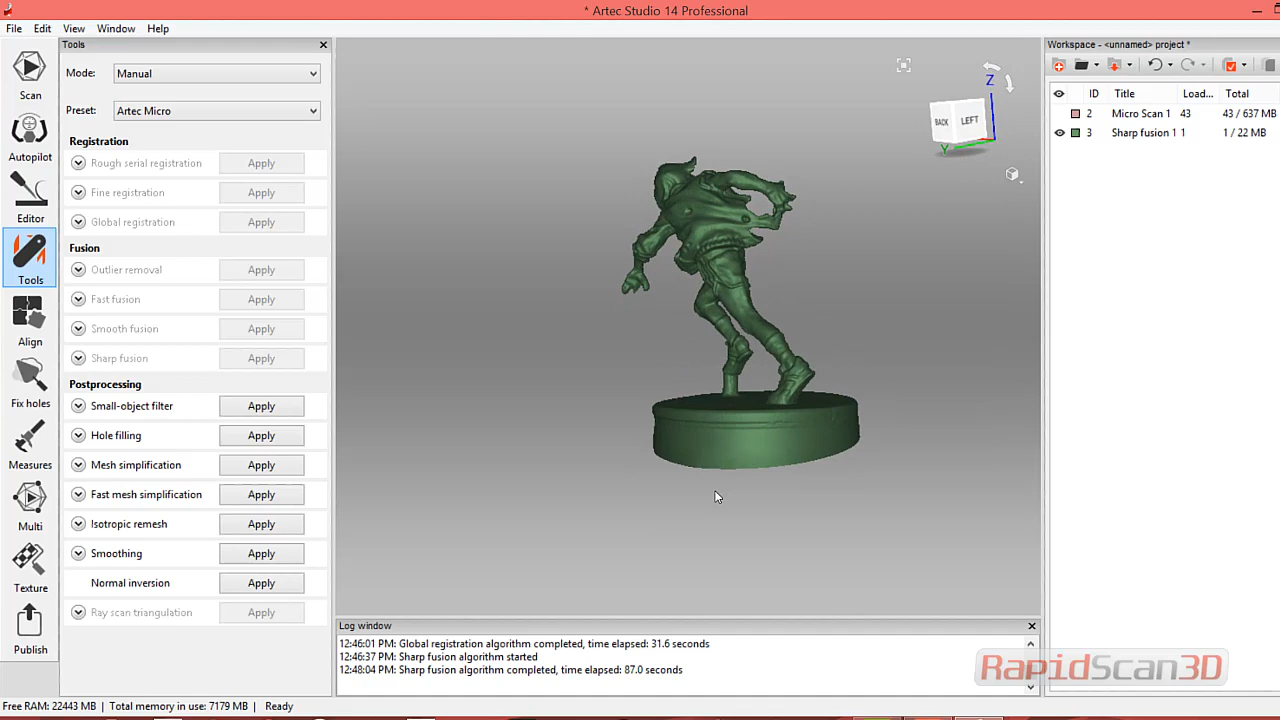 * Artec Studio 14 Professional
File Edit View Window Help
Tools
Mode: Manual
Preset: Artec Micro
Registration
Rough serial registration Apply
Fine registration Apply
Global registration Apply
Fusion
Outlier removal Apply
Fast fusion Apply
Smooth fusion Apply
Sharp fusion Apply
Postprocessing
Small-object filter Apply
Hole filling Apply
Mesh simplification Apply
Fast mesh simplification Apply
Isotropic remesh Apply
Smoothing Apply
Normal inversion Apply
Ray scan triangulation Apply
Scan
Autopilot
Editor
Tools
Align
Fix holes
Measures
Multi
Texture
Publish
Z
BACK LEFT
Y
Workspace - <unnamed> project *
ID Title Load... Total
2 Micro Scan 1 43 43 / 637 MB
3 Sharp fusion 1 1 1 / 22 MB
Log window
12:46:01 PM: Global registration algorithm completed, time elapsed: 31.6 seconds
12:46:37 PM: Sharp fusion algorithm started
12:48:04 PM: Sharp fusion algorithm completed, time elapsed: 87.0 seconds
RapidScan3D
Free RAM: 22443 MB | Total memory in use: 7179 MB | Ready